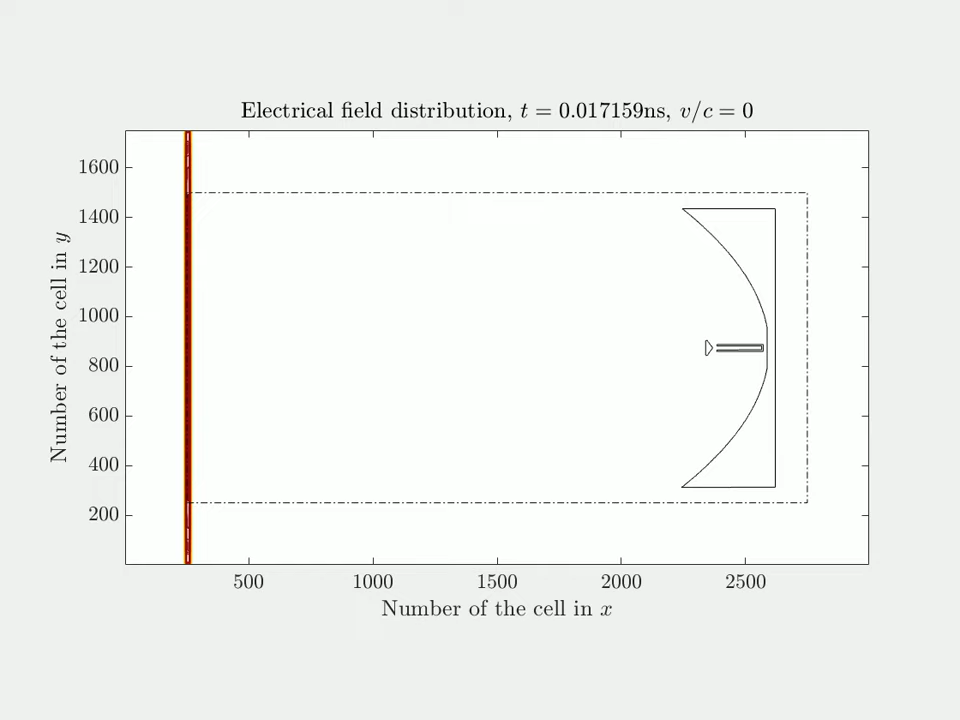 Electrical field distribution, t = 0.017159ns, v/c = 0
Number of the cell in y
1600
1400
1200
1000
800
600
400
200
500 1000 1500 2000 2500
Number of the cell in x